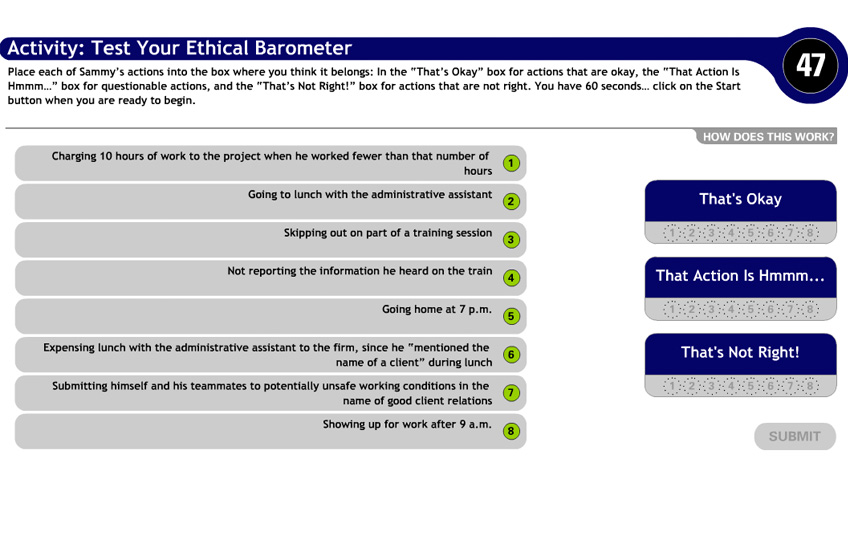 Activity: Test Your Ethical Barometer
47
Place each of Sammy's actions into the box where you think it belongs: In the "That's Okay" box for actions that are okay, the "That Action Is
Hmmm…" box for questionable actions, and the "That's Not Right!" box for actions that are not right. You have 60 seconds… click on the Start
button when you are ready to begin.
HOW DOES THIS WORK?
Charging 10 hours of work to the project when he worked fewer than that number of
hours
1
Going to lunch with the administrative assistant
2
Skipping out on part of a training session
3
Not reporting the information he heard on the train
4
Going home at 7 p.m.
5
Expensing lunch with the administrative assistant to the firm, since he "mentioned the
name of a client" during lunch
6
Submitting himself and his teammates to potentially unsafe working conditions in the
name of good client relations
7
Showing up for work after 9 a.m.
8
That's Okay
1 2 3 4 5 6 7 8
That Action Is Hmmm...
1 2 3 4 5 6 7 8
That's Not Right!
1 2 3 4 5 6 7 8
SUBMIT